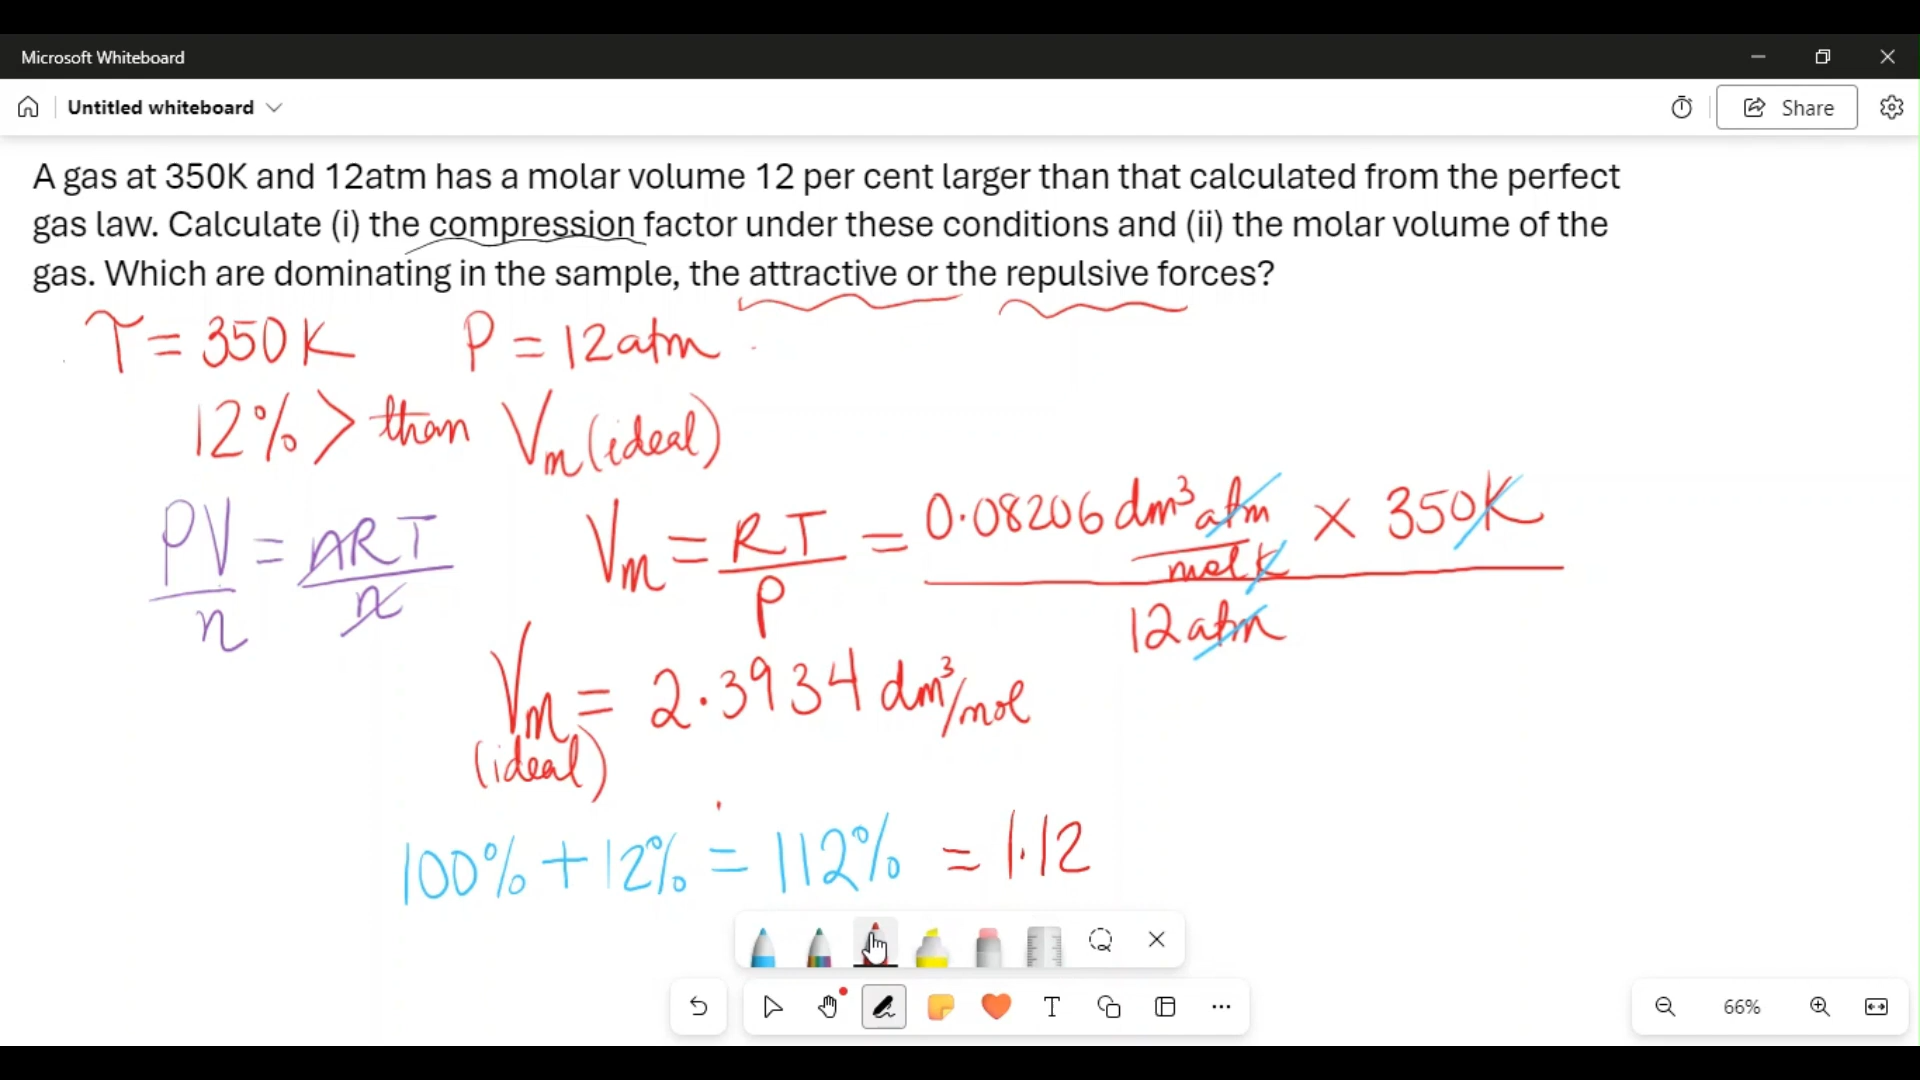 Microsoft Whiteboard
Untitled whiteboard
Share
A gas at 350K and 12atm has a molar volume 12 per cent larger than that calculated from the perfect
gas law. Calculate (i) the compression factor under these conditions and (ii) the molar volume of the
gas. Which are dominating in the sample, the attractive or the repulsive forces?
T = 350K P = 12atm
12% > than Vm (ideal)
PV/n = nRT/n
Vm = RT/P = 0.08206 dm³ atm/mol K × 350K / 12atm
Vm (ideal) = 2.3934 dm³/mol
100% + 12% = 112% = 1.12
66%